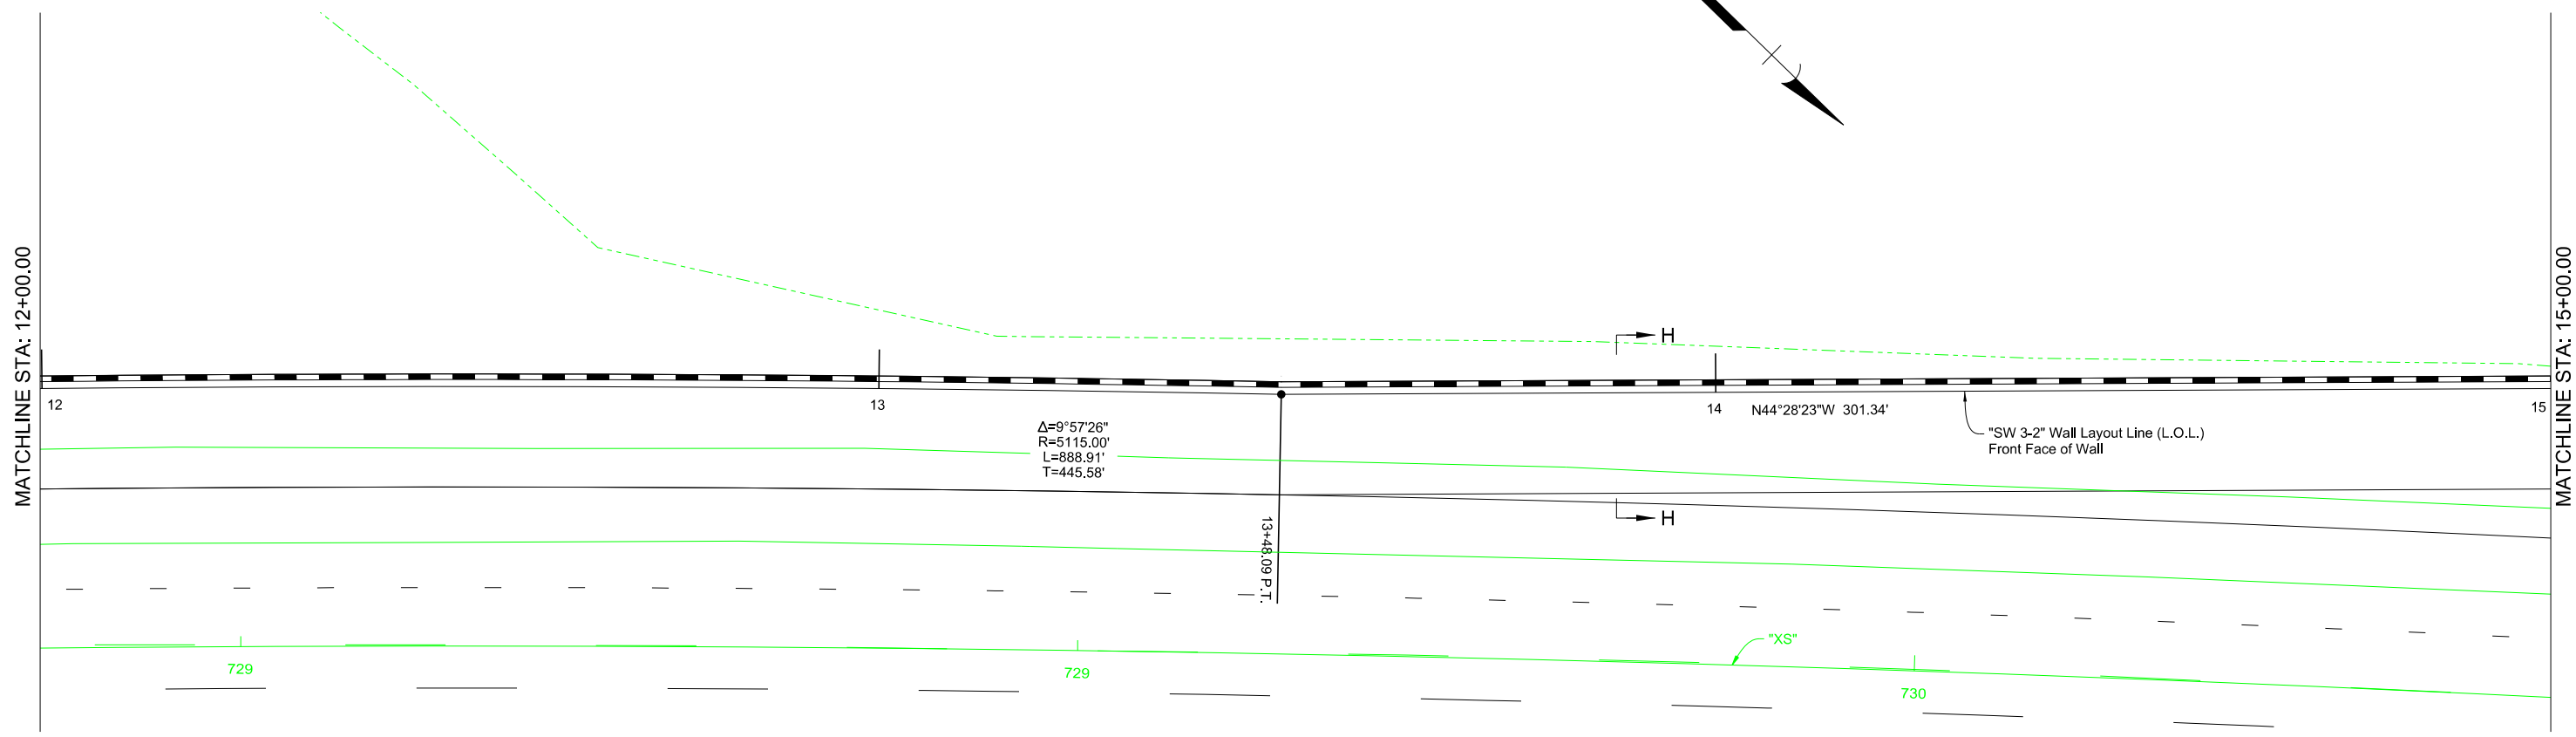 MATCHLINE STA: 12+00.00
MATCHLINE STA: 15+00.00
H
12
13
14
N44°28'23"W 301.34'
15
Δ=9°57'26"
R=5115.00'
L=888.91'
T=445.58'
"SW 3-2" Wall Layout Line (L.O.L.)
Front Face of Wall
H
13+48.09 P.T.
"XS"
729
729
730